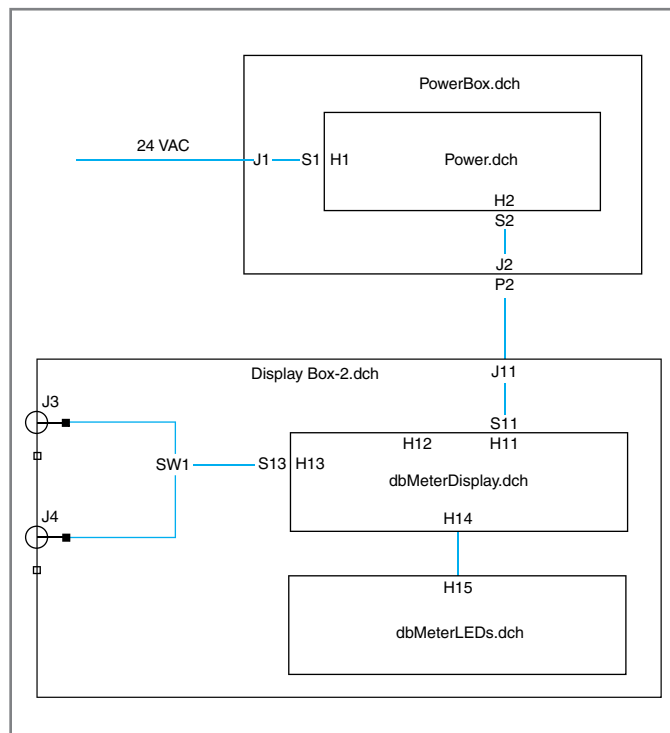 PowerBox.dch
24 VAC
J1 S1 H1 Power.dch
H2
S2
J2
P2
Display Box-2.dch J11
J3
S11
H12 H11
SW1 S13 H13
dbMeterDisplay.dch
J4
H14
H15
dbMeterLEDs.dch